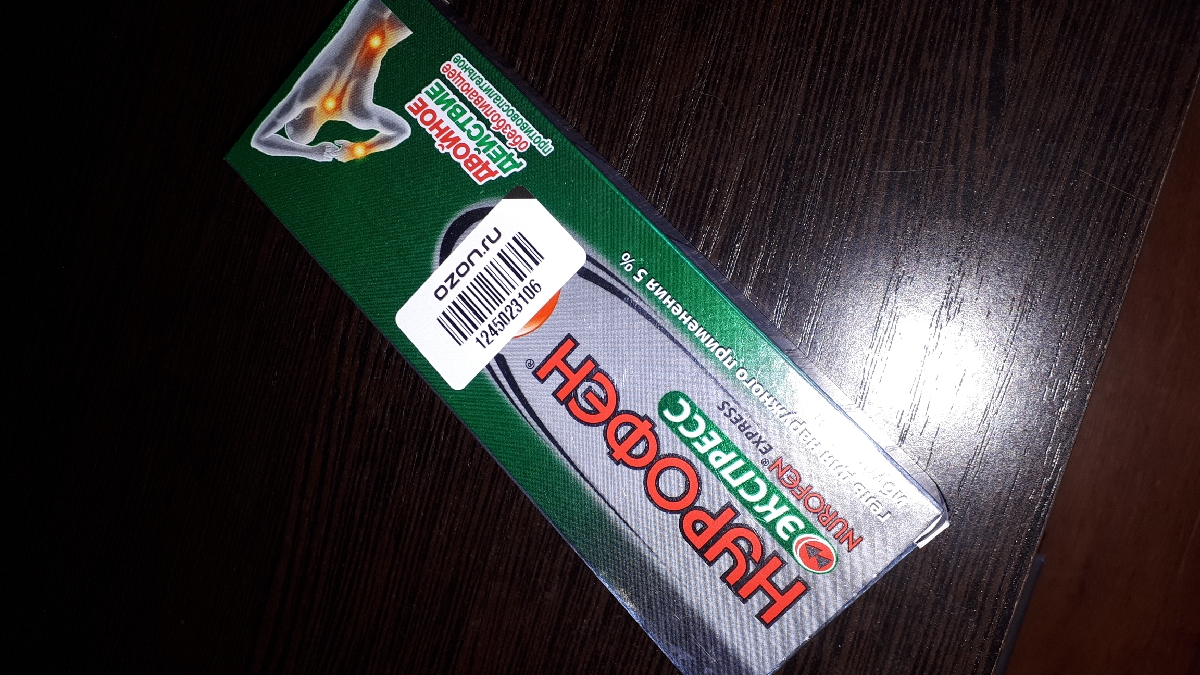 НУРОФЕН®
ЭКСПРЕСС
NUROFEN® EXPRESS
гель для наружного применения 5 %
ozon.ru
1245023106
ДВОЙНОЕ
ДЕЙСТВИЕ
обезболивающее
противовоспалительное